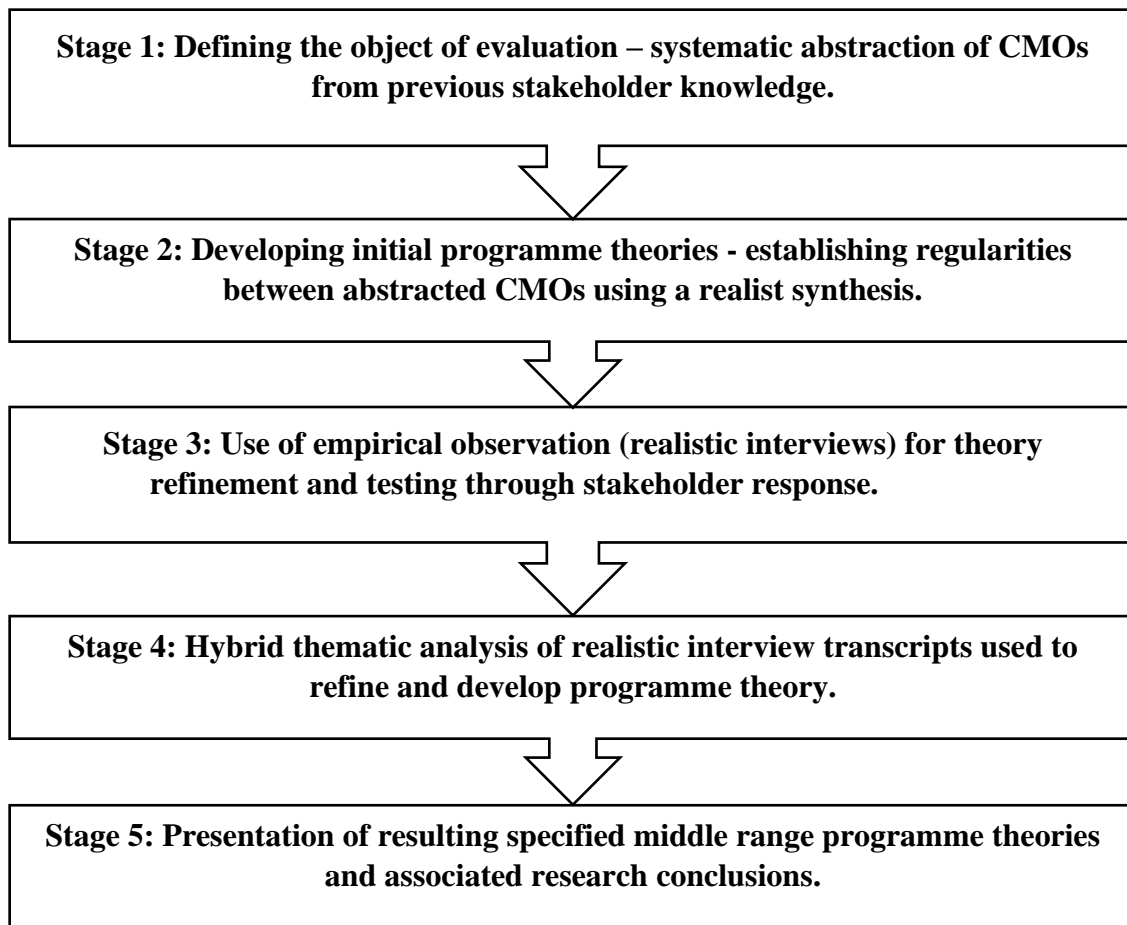 Stage 1: Defining the object of evaluation – systematic abstraction of CMOs
from previous stakeholder knowledge.
Stage 2: Developing initial programme theories - establishing regularities
between abstracted CMOs using a realist synthesis.
Stage 3: Use of empirical observation (realistic interviews) for theory
refinement and testing through stakeholder response.
Stage 4: Hybrid thematic analysis of realistic interview transcripts used to
refine and develop programme theory.
Stage 5: Presentation of resulting specified middle range programme theories
and associated research conclusions.